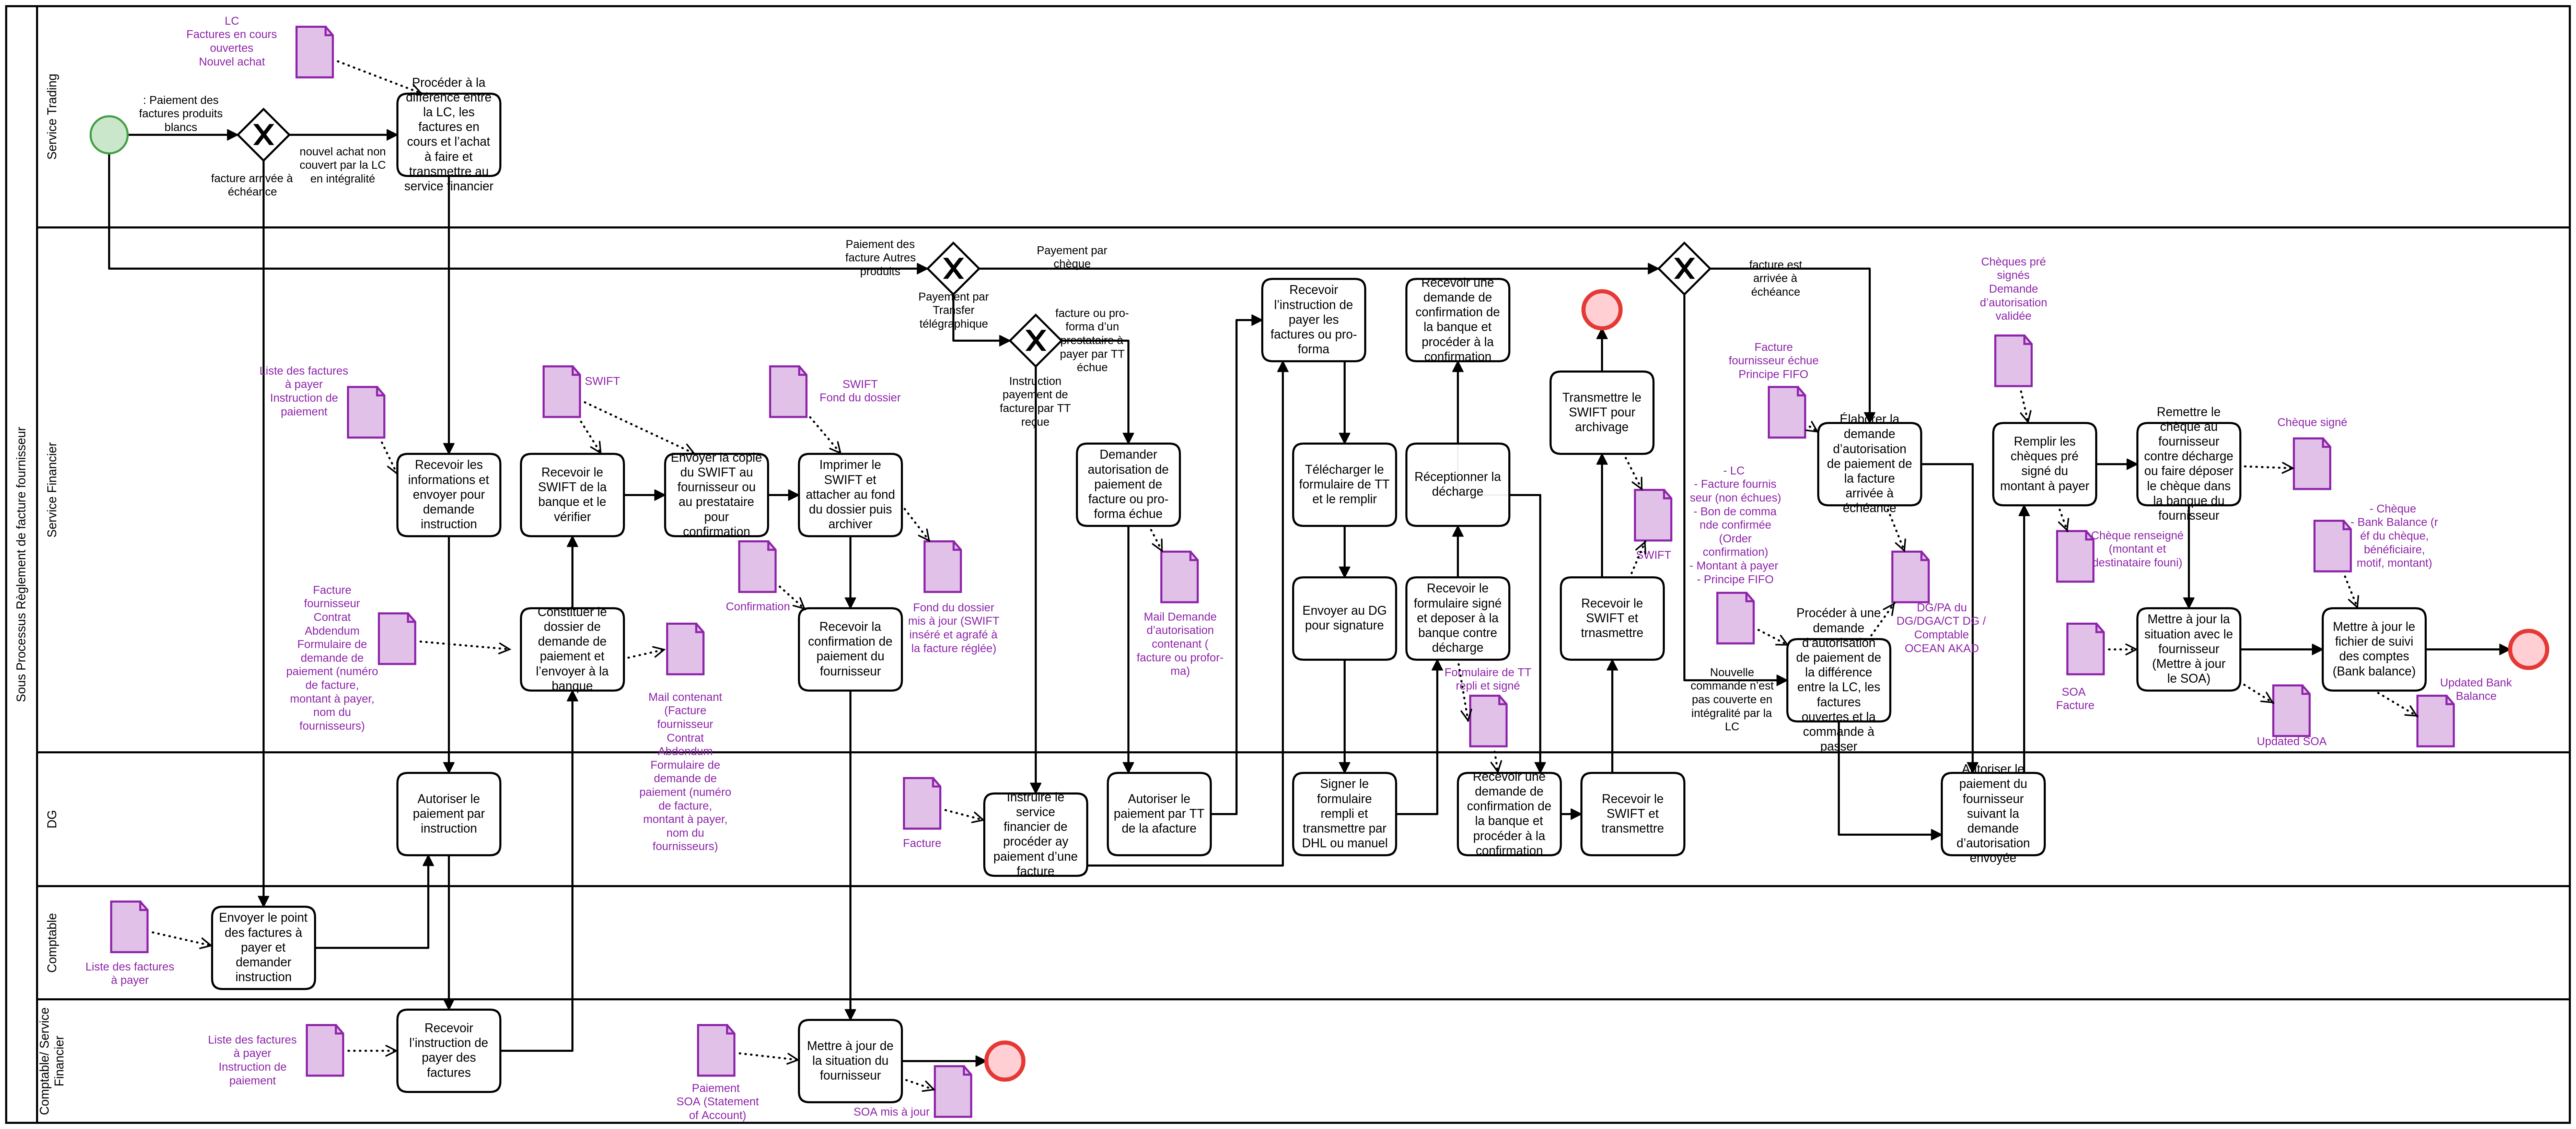 Sous Processus Règlement de facture fournisseur
Service Trading
LC
Factures en cours
ouvertes
Nouvel achat
: Paiement des
factures produits
blancs
facture arrivée à
échéance
nouvel achat non
couvert par la LC
en intégralité
Procéder à la
différence entre
la LC, les
factures en
cours et l'achat
à faire et
transmettre au
service financier
Service Financier
Paiement des
facture Autres
produits
Payement par
chèque
Payement par
Transfer
télégraphique
facture ou pro-
forma d'un
prestataire à
payer par TT
échue
Instruction
payement de
facture par TT
reçue
Liste des factures
à payer
Instruction de
paiement
Recevoir les
informations et
envoyer pour
demande
instruction
SWIFT
Recevoir le
SWIFT de la
banque et le
vérifier
Envoyer la copie
du SWIFT au
fournisseur ou
au prestataire
pour
confirmation
SWIFT
Fond du dossier
Imprimer le
SWIFT et
attacher au fond
du dossier puis
archiver
Facture
fournisseur
Contrat
Abdendum
Formulaire de
demande de
paiement (numéro
de facture,
montant à payer,
nom du
fournisseurs)
Constituer le
dossier de
demande de
paiement et
l'envoyer à la
banque
Mail contenant
(Facture
fournisseur
Contrat
Abdendum
Formulaire de
demande de
paiement (numéro
de facture,
montant à payer,
nom du
fournisseurs)
Confirmation
Recevoir la
confirmation de
paiement du
fournisseur
Fond du dossier
mis à jour (SWIFT
inséré et agrafé à
la facture réglée)
Demander
autorisation de
paiement de
facture ou pro-
forma échue
Mail Demande
d'autorisation
contenant (
facture ou profor-
ma)
Recevoir
l'instruction de
payer les
factures ou pro-
forma
Télécharger le
formulaire de TT
et le remplir
Envoyer au DG
pour signature
Recevoir une
demande de
confirmation de
la banque et
procéder à la
confirmation
Réceptionner la
décharge
Recevoir le
formulaire signé
et deposer à la
banque contre
décharge
Formulaire de TT
repli et signé
Transmettre le
SWIFT pour
archivage
SWIFT
Recevoir le
SWIFT et
trnasmettre
facture est
arrivée à
échéance
Facture
fournisseur échue
Principe FIFO
Élaborer la
demande
d'autorisation
de paiement de
la facture
arrivée à
échéance
- LC
- Facture fournis
seur (non échues)
- Bon de comma
nde confirmée
(Order
confirmation)
- Montant à payer
- Principe FIFO
Nouvelle
commande n'est
pas couverte en
intégralité par la
LC
Procéder à une
demande
d'autorisation
de paiement de
la différence
entre la LC, les
factures
ouvertes et la
commande à
passer
DG/PA du
DG/DGA/CT DG /
Comptable
OCEAN AKAD
Chèques pré
signés
Demande
d'autorisation
validée
Remplir les
chèques pré
signé du
montant à payer
Chèque renseigné
(montant et
destinataire founi)
Remettre le
chèque au
fournisseur
contre décharge
ou faire déposer
le chèque dans
la banque du
fournisseur
Chèque signé
- Chèque
- Bank Balance (r
éf du chèque,
bénéficiaire,
motif, montant)
SOA
Facture
Mettre à jour la
situation avec le
fournisseur
(Mettre à jour
le SOA)
Updated SOA
Mettre à jour le
fichier de suivi
des comptes
(Bank balance)
Updated Bank
Balance
DG
Autoriser le
paiement par
instruction
Facture
Instruire le
service
financier de
procéder ay
paiement d'une
facture
Autoriser le
paiement par TT
de la afacture
Signer le
formulaire
rempli et
transmettre par
DHL ou manuel
Recevoir une
demande de
confirmation de
la banque et
procéder à la
confirmation
Recevoir le
SWIFT et
transmettre
Autoriser le
paiement du
fournisseur
suivant la
demande
d'autorisation
envoyée
Comptable
Liste des factures
à payer
Envoyer le point
des factures à
payer et
demander
instruction
Comptable/ Service
Financier
Liste des factures
à payer
Instruction de
paiement
Recevoir
l'instruction de
payer des
factures
Paiement
SOA (Statement
of Account)
Mettre à jour de
la situation du
fournisseur
SOA mis à jour